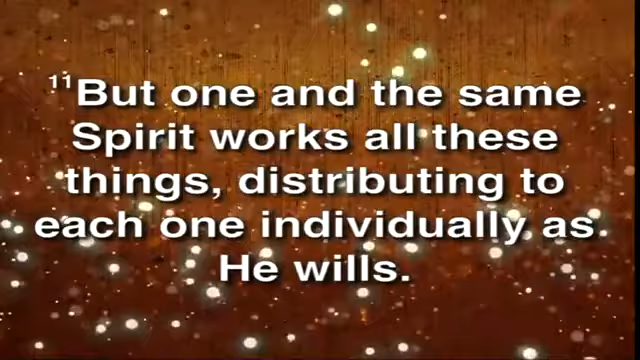 11But one and the same
Spirit works all these
things, distributing to
each one individually as
He wills.